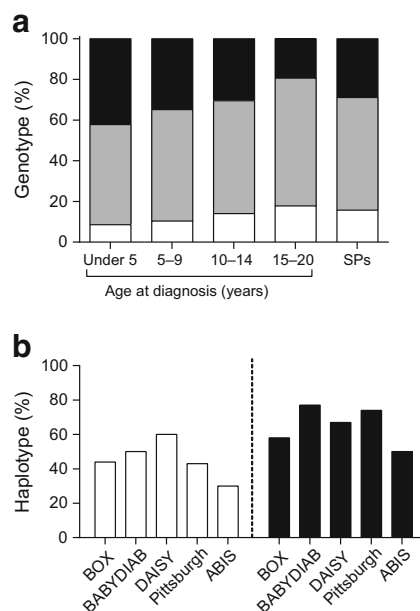 a
Genotype (%)
100
80
60
40
20
0
Under 5 5–9 10–14 15–20 SPs
Age at diagnosis (years)
b
Haplotype (%)
100
80
60
40
20
0
BOX BABYDIAB DAISY Pittsburgh ABIS BOX BABYDIAB DAISY Pittsburgh ABIS